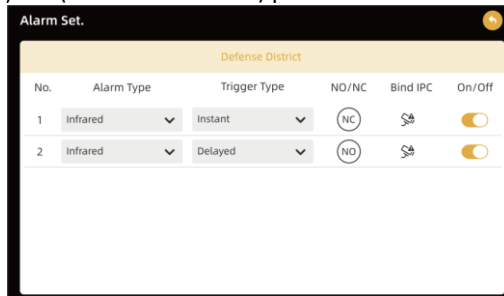 Alarm Set.
Defense District
No. Alarm Type Trigger Type NO/NC Bind IPC On/Off
1 Infrared Instant NC
2 Infrared Delayed NO